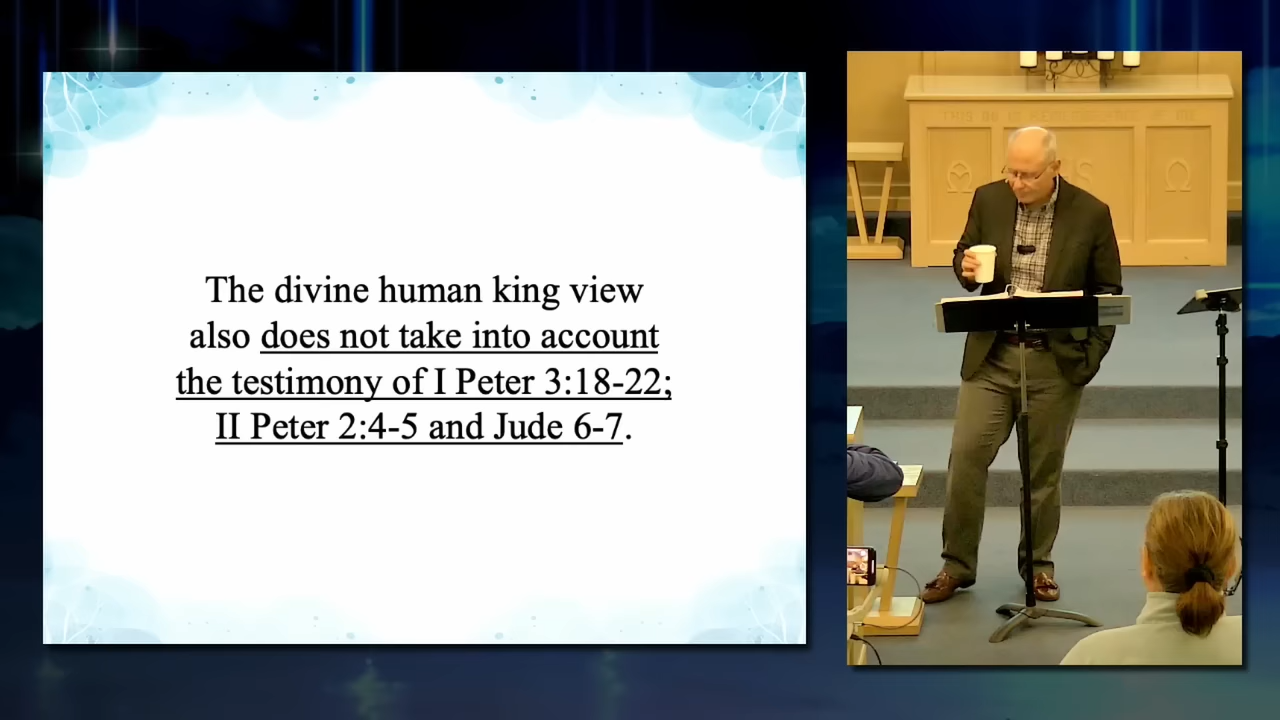 The divine human king view
also does not take into account
the testimony of I Peter 3:18-22;
II Peter 2:4-5 and Jude 6-7.